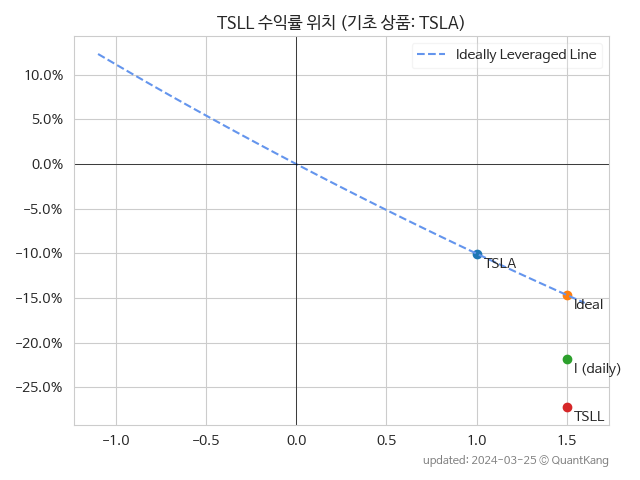 TSLL 수익률 위치 (기초 상품: TSLA)
Ideally Leveraged Line
10.0%
5.0%
0.0%
−5.0%
−10.0%
−15.0%
−20.0%
−25.0%
TSLA
Ideal
I (daily)
TSLL
−1.0 −0.5 0.0 0.5 1.0 1.5
updated: 2024-03-25 © QuantKang